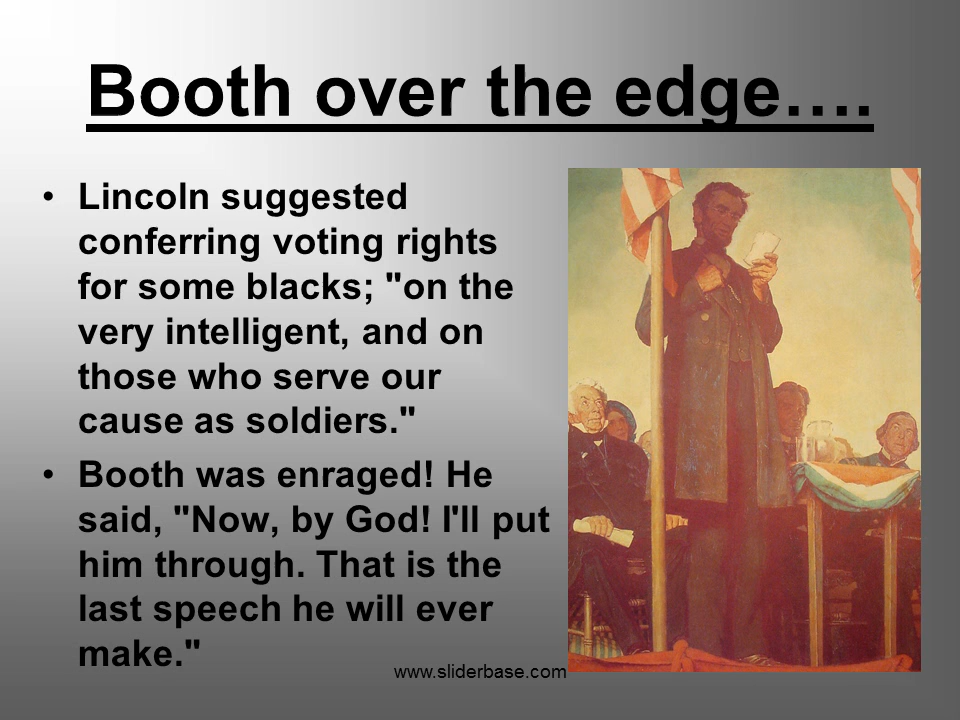 Booth over the edge….
• Lincoln suggested
conferring voting rights
for some blacks; "on the
very intelligent, and on
those who serve our
cause as soldiers."
• Booth was enraged! He
said, "Now, by God! I'll put
him through. That is the
last speech he will ever
make."
www.sliderbase.com